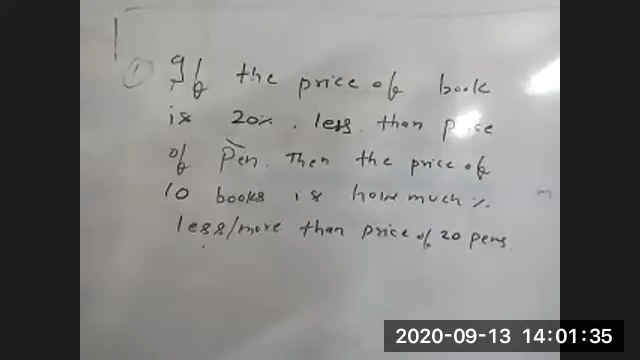 ① If the price of book
is 20% less than price
of Pen. Then the price of
10 books is how much %
less/more than price of 20 pens.
2020-09-13 14:01:35